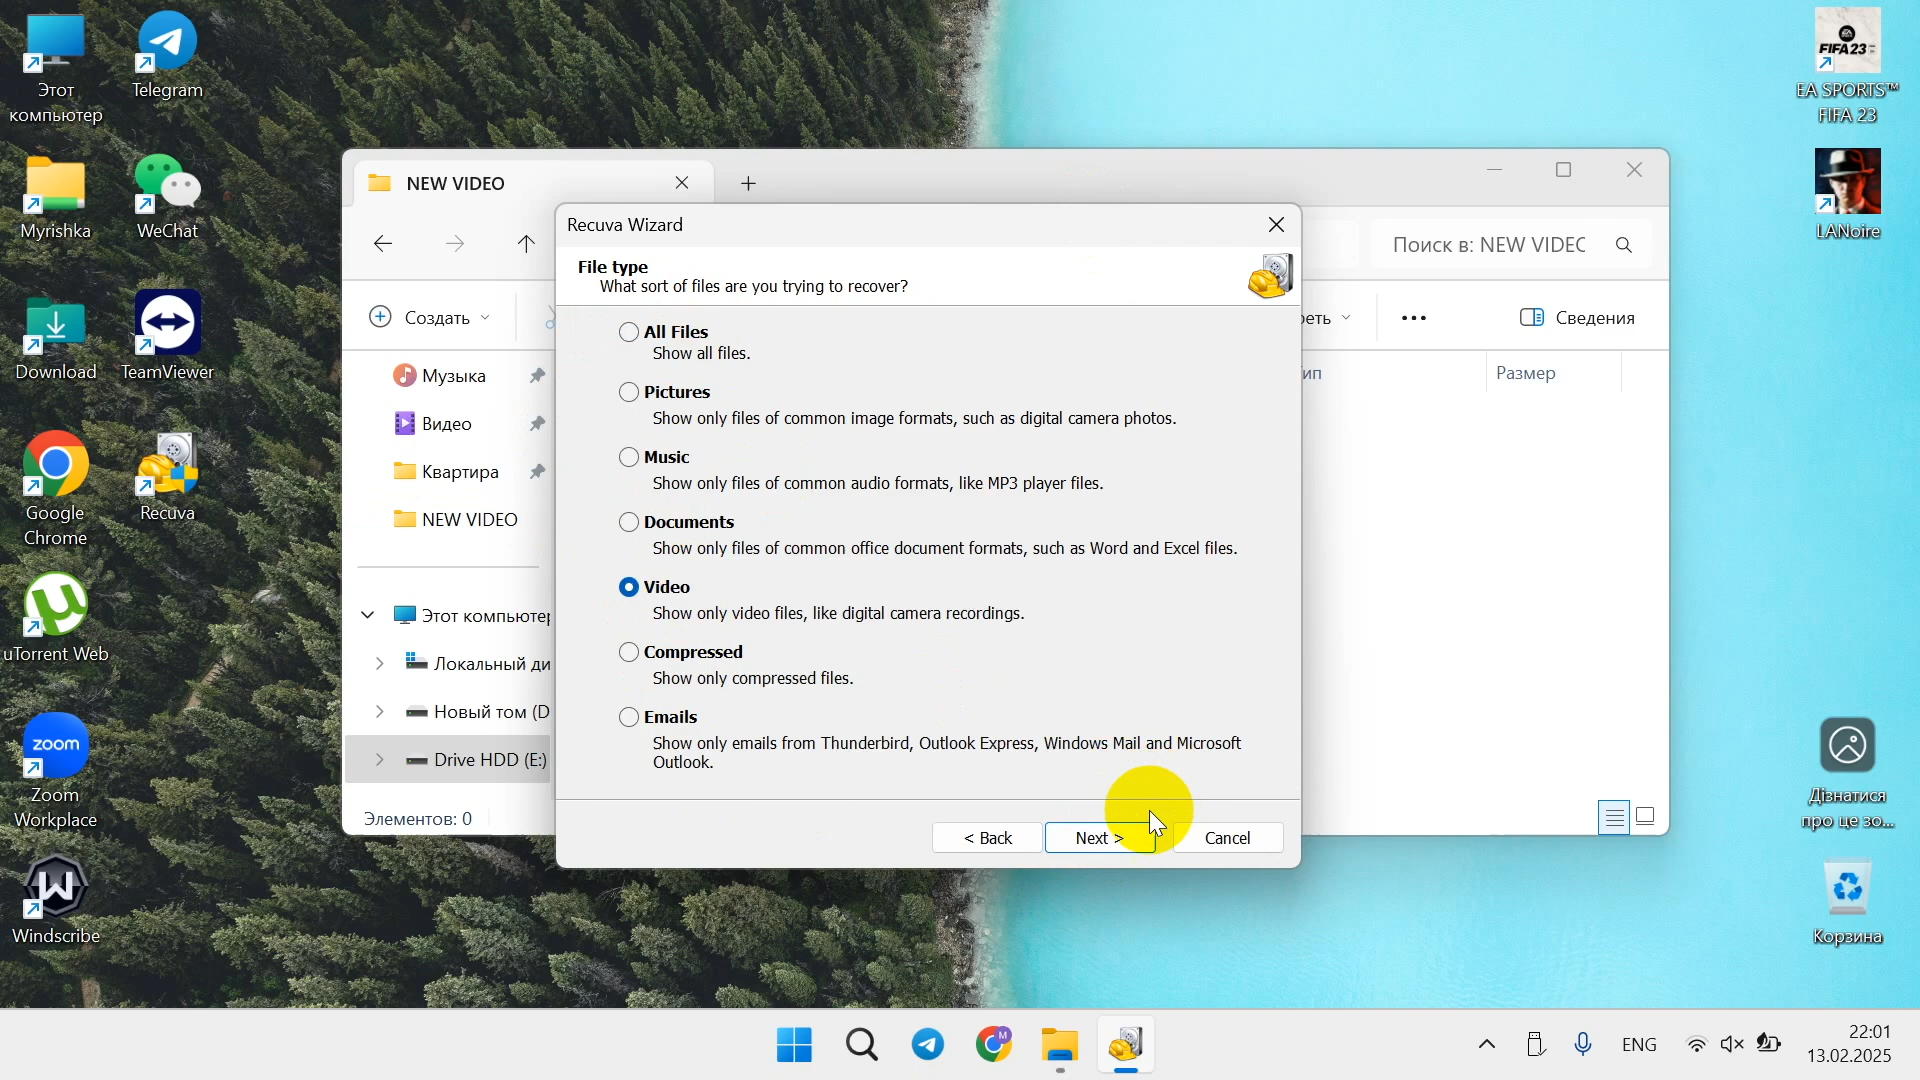 Этот
компьютер
Telegram
Myrishka
WeChat
Download
TeamViewer
Google
Chrome
Recuva
uTorrent Web
zoom
Zoom
Workplace
Windscribe
NEW VIDEO
Поиск в: NEW VIDEO
Создать
Сведения
Размер
Музыка
Видео
Квартира
NEW VIDEO
Этот компьютер
Локальный ди
Новый том (D
Drive HDD (E:)
Элементов: 0
Recuva Wizard
File type
What sort of files are you trying to recover?
All Files
Show all files.
Pictures
Show only files of common image formats, such as digital camera photos.
Music
Show only files of common audio formats, like MP3 player files.
Documents
Show only files of common office document formats, such as Word and Excel files.
Video
Show only video files, like digital camera recordings.
Compressed
Show only compressed files.
Emails
Show only emails from Thunderbird, Outlook Express, Windows Mail and Microsoft
Outlook.
< Back
Next >
Cancel
FIFA 23
EA SPORTS™
FIFA 23
LANoire
Дізнатися
про це зо...
Корзина
M
ENG
22:01
13.02.2025